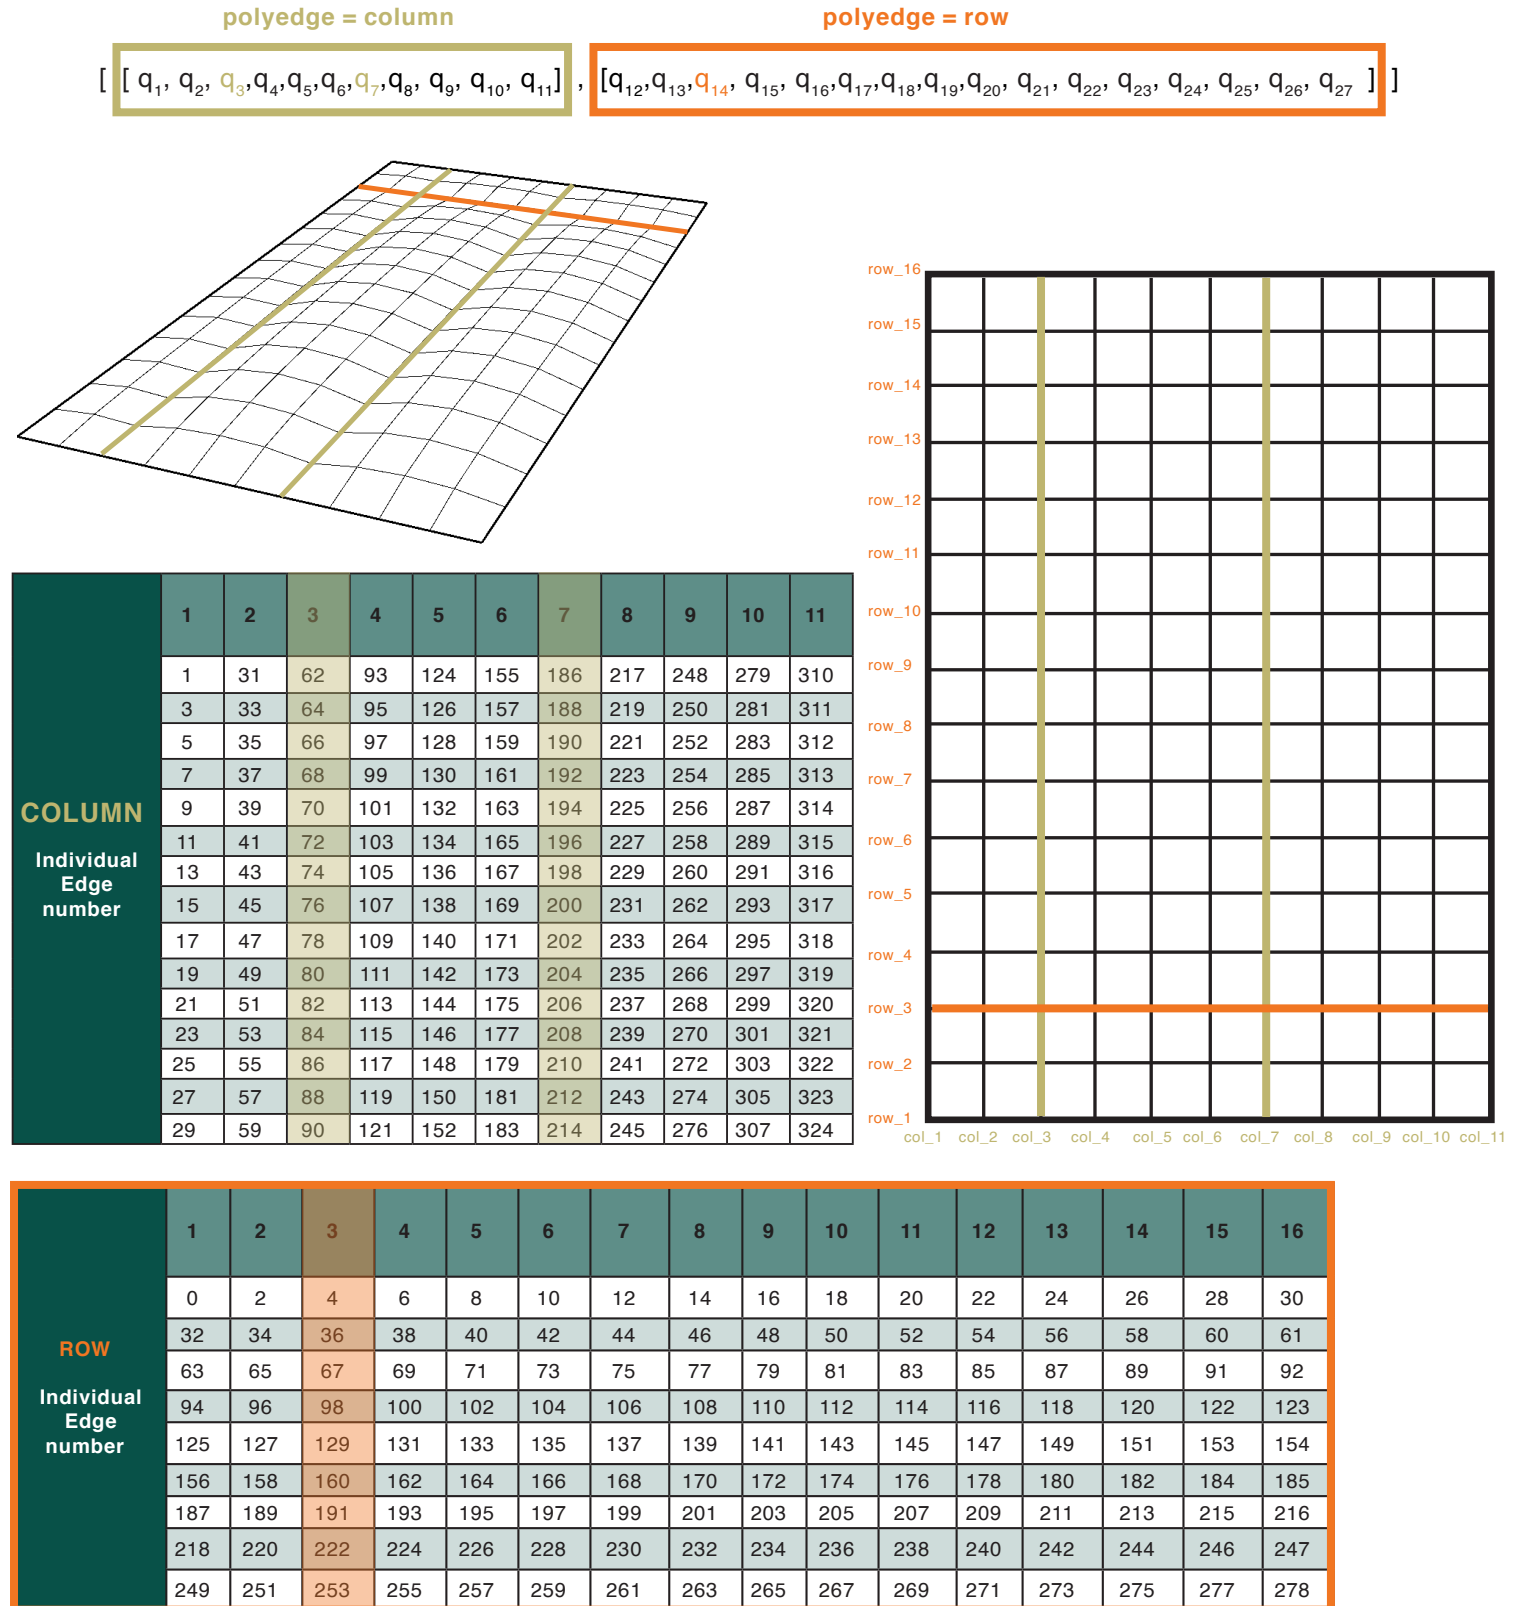 polyedge = column polyedge = row
[ [ q1, q2, q3,q4,q5,q6,q7,q8, q9, q10, q11] , [q12,q13,q14, q15, q16,q17,q18,q19,q20, q21, q22, q23, q24, q25, q26, q27 ] ]
row_16
row_15
row_14
row_13
row_12
row_11
row_10
row_9
row_8
row_7
row_6
row_5
row_4
row_3
row_2
row_1
col_1 col_2 col_3 col_4 col_5 col_6 col_7 col_8 col_9 col_10 col_11
COLUMN
Individual
Edge
number
1 2 3 4 5 6 7 8 9 10 11
1 31 62 93 124 155 186 217 248 279 310
3 33 64 95 126 157 188 219 250 281 311
5 35 66 97 128 159 190 221 252 283 312
7 37 68 99 130 161 192 223 254 285 313
9 39 70 101 132 163 194 225 256 287 314
11 41 72 103 134 165 196 227 258 289 315
13 43 74 105 136 167 198 229 260 291 316
15 45 76 107 138 169 200 231 262 293 317
17 47 78 109 140 171 202 233 264 295 318
19 49 80 111 142 173 204 235 266 297 319
21 51 82 113 144 175 206 237 268 299 320
23 53 84 115 146 177 208 239 270 301 321
25 55 86 117 148 179 210 241 272 303 322
27 57 88 119 150 181 212 243 274 305 323
29 59 90 121 152 183 214 245 276 307 324
ROW
Individual
Edge
number
1 2 3 4 5 6 7 8 9 10 11 12 13 14 15 16
0 2 4 6 8 10 12 14 16 18 20 22 24 26 28 30
32 34 36 38 40 42 44 46 48 50 52 54 56 58 60 61
63 65 67 69 71 73 75 77 79 81 83 85 87 89 91 92
94 96 98 100 102 104 106 108 110 112 114 116 118 120 122 123
125 127 129 131 133 135 137 139 141 143 145 147 149 151 153 154
156 158 160 162 164 166 168 170 172 174 176 178 180 182 184 185
187 189 191 193 195 197 199 201 203 205 207 209 211 213 215 216
218 220 222 224 226 228 230 232 234 236 238 240 242 244 246 247
249 251 253 255 257 259 261 263 265 267 269 271 273 275 277 278